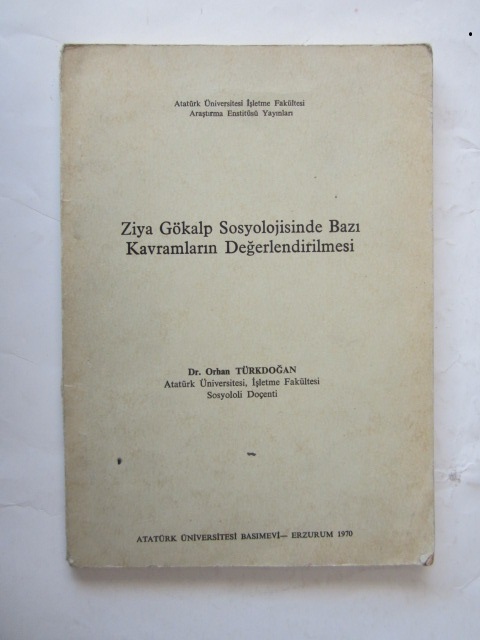 Atatürk Üniversitesi İşletme Fakültesi
Araştırma Enstitüsü Yayınları
Ziya Gökalp Sosyolojisinde Bazı
Kavramların Değerlendirilmesi
Dr. Orhan TÜRKDOĞAN
Atatürk Üniversitesi, İşletme Fakültesi
Sosyololi Doçenti
ATATÜRK ÜNİVERSİTESİ BASIMEVİ— ERZURUM 1970